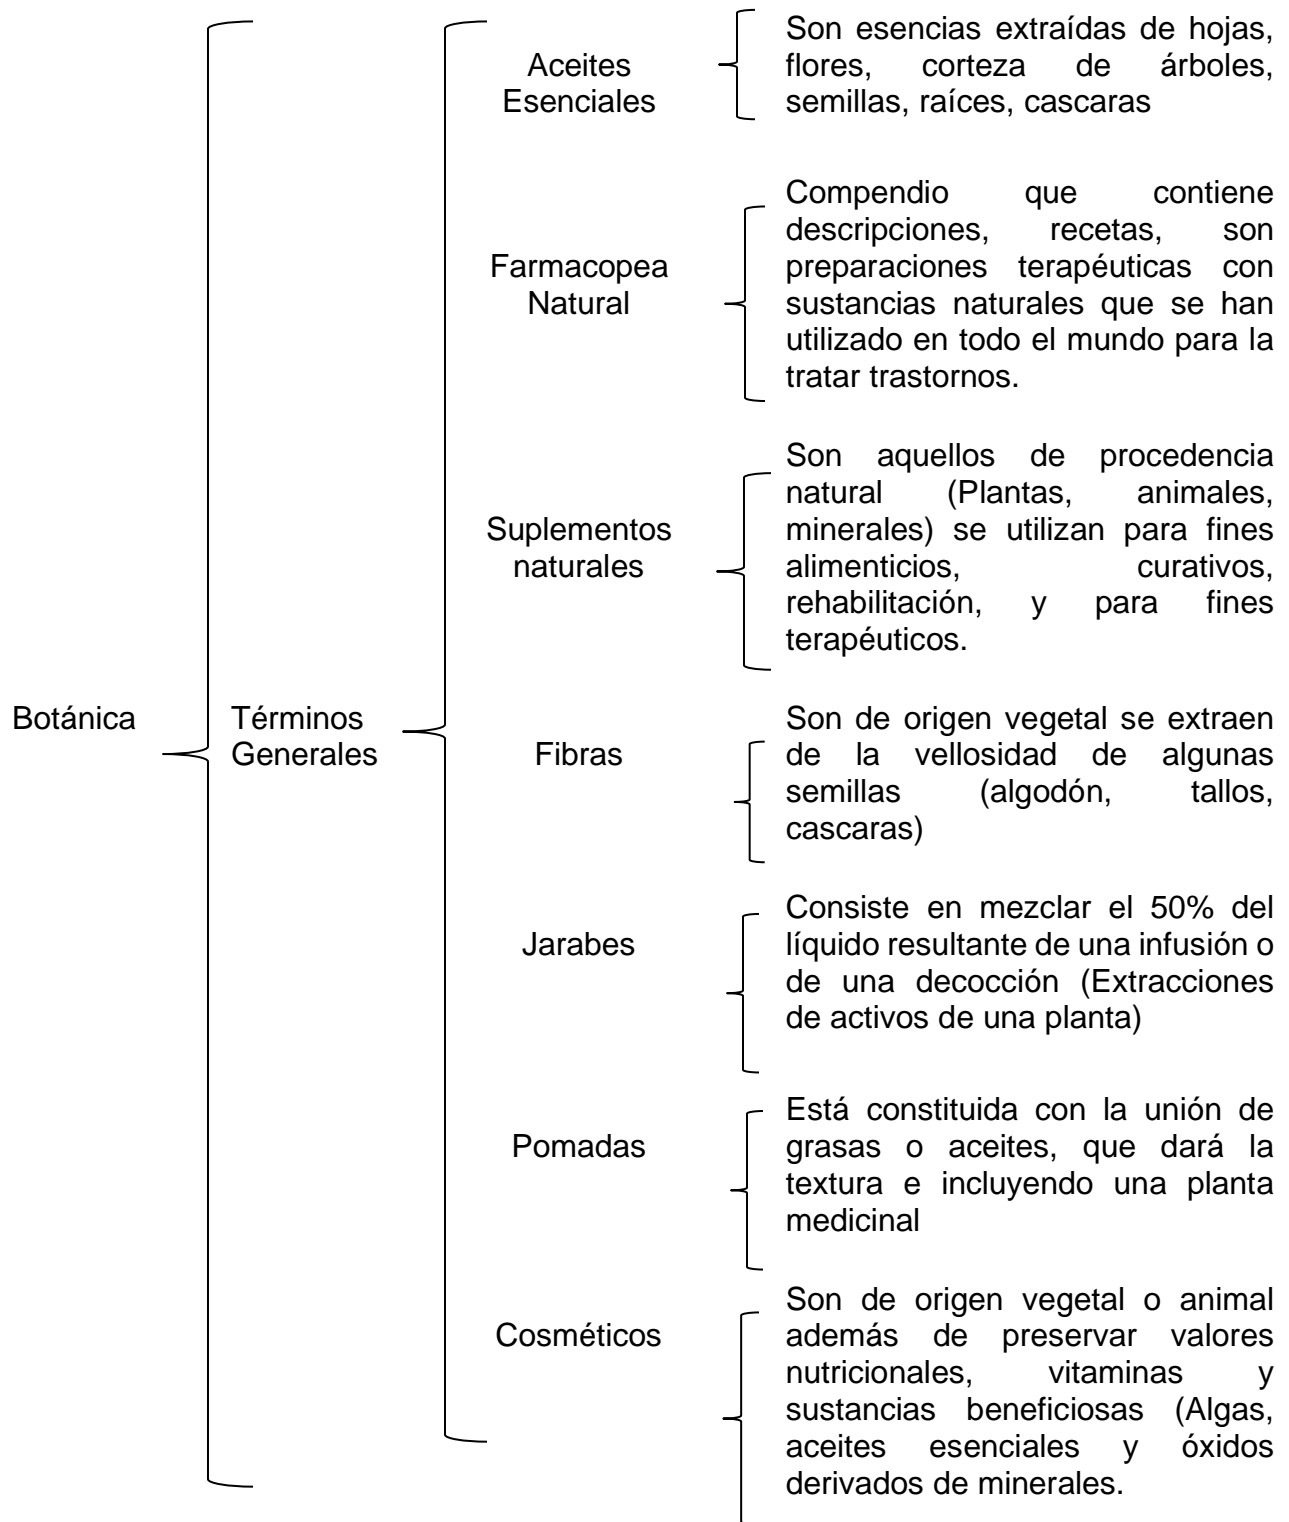 Botánica
Términos
Generales
Aceites
Esenciales
Son esencias extraídas de hojas,
flores, corteza de árboles,
semillas, raíces, cascaras
Farmacopea
Natural
Compendio que contiene
descripciones, recetas, son
preparaciones terapéuticas con
sustancias naturales que se han
utilizado en todo el mundo para la
tratar trastornos.
Suplementos
naturales
Son aquellos de procedencia
natural (Plantas, animales,
minerales) se utilizan para fines
alimenticios, curativos,
rehabilitación, y para fines
terapéuticos.
Fibras
Son de origen vegetal se extraen
de la vellosidad de algunas
semillas (algodón, tallos,
cascaras)
Jarabes
Consiste en mezclar el 50% del
líquido resultante de una infusión o
de una decocción (Extracciones
de activos de una planta)
Pomadas
Está constituida con la unión de
grasas o aceites, que dará la
textura e incluyendo una planta
medicinal
Cosméticos
Son de origen vegetal o animal
además de preservar valores
nutricionales, vitaminas y
sustancias beneficiosas (Algas,
aceites esenciales y óxidos
derivados de minerales.